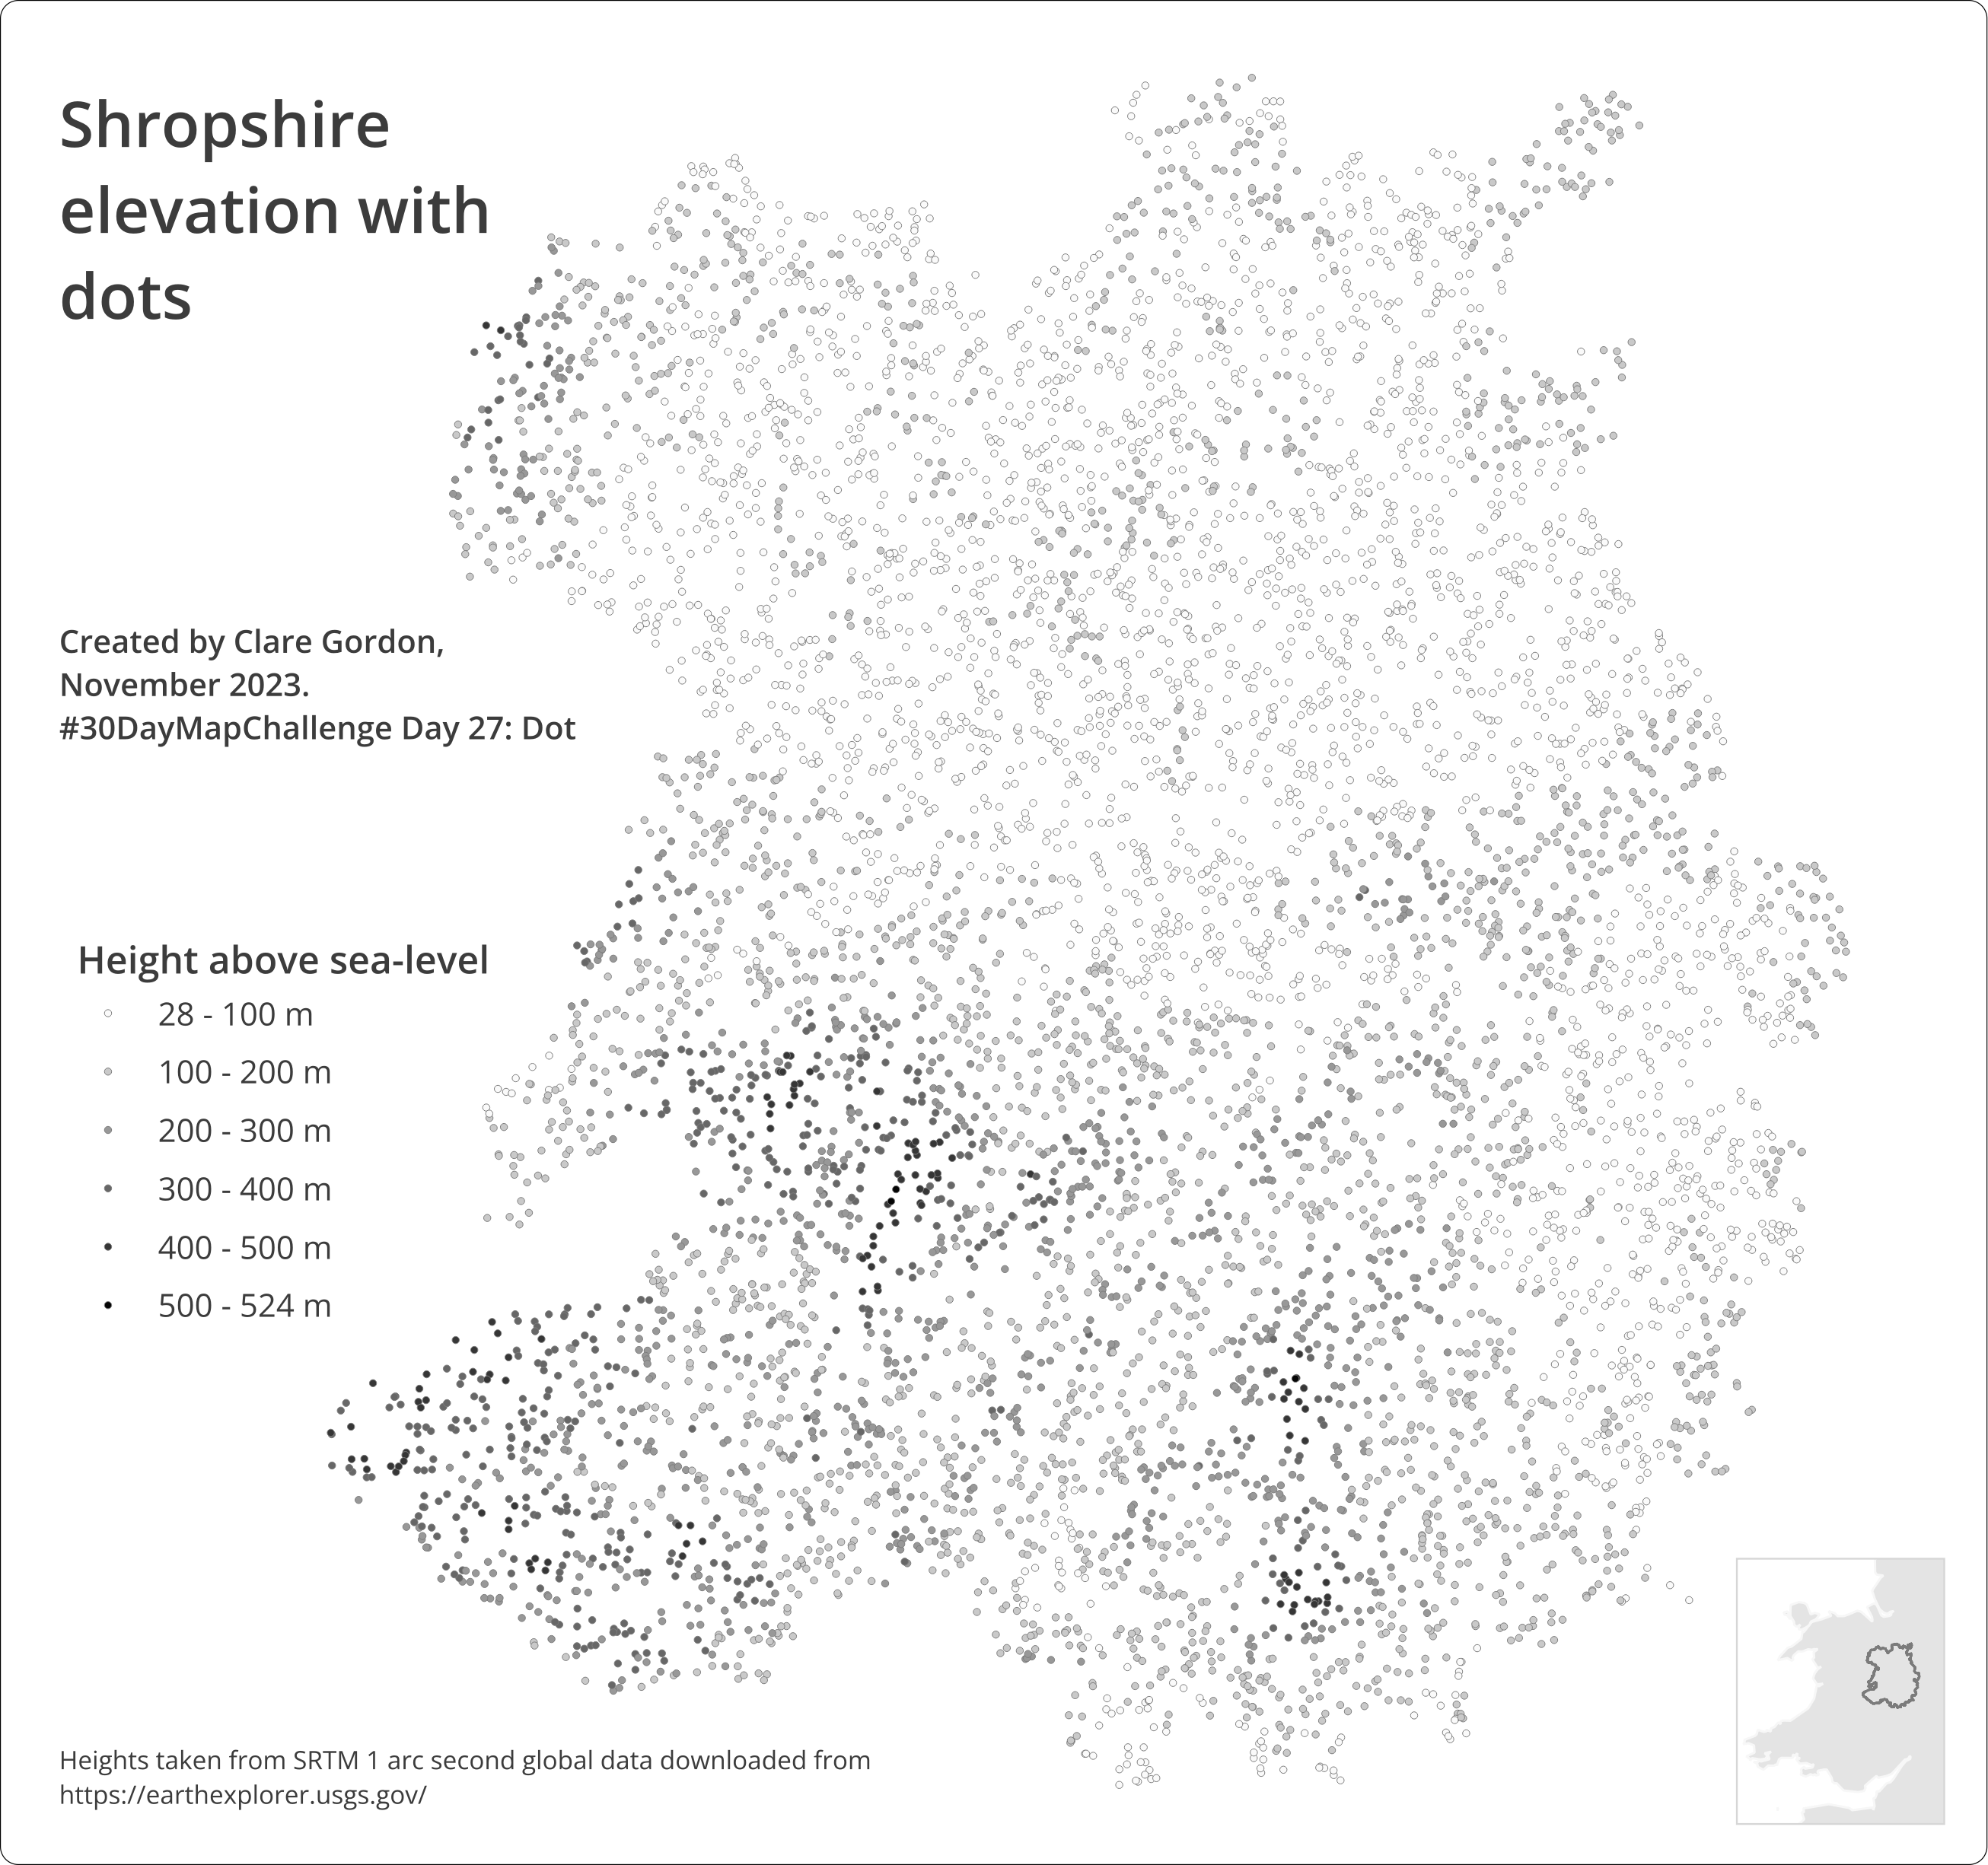 Shropshire
elevation with
dots
Created by Clare Gordon,
November 2023.
#30DayMapChallenge Day 27: Dot
Height above sea-level
28 - 100 m
100 - 200 m
200 - 300 m
300 - 400 m
400 - 500 m
500 - 524 m
Heights taken from SRTM 1 arc second global data downloaded from
https://earthexplorer.usgs.gov/